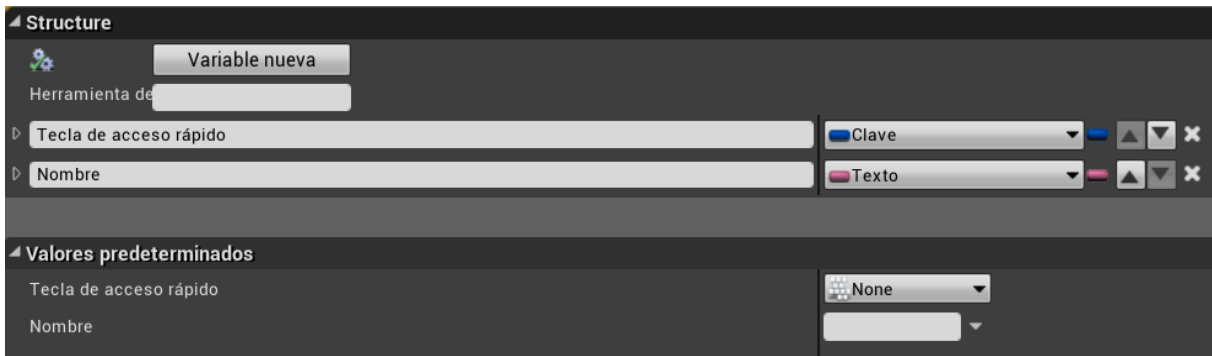 Structure
Variable nueva
Herramienta de
Tecla de acceso rápido Clave
Nombre Texto
Valores predeterminados
Tecla de acceso rápido None
Nombre